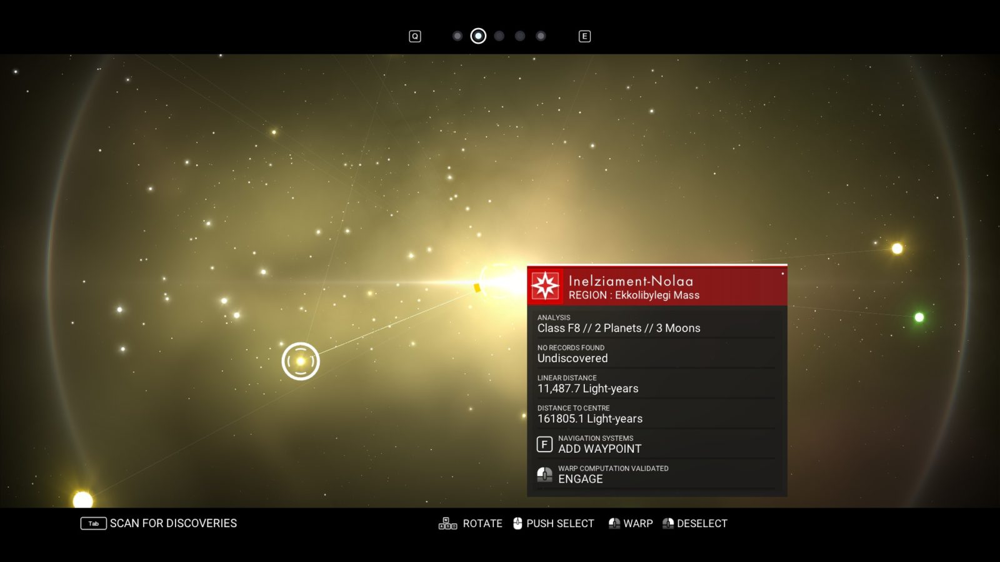 Q E
Inelziament-Nolaa
REGION : Ekkolibylegi Mass
ANALYSIS
Class F8 // 2 Planets // 3 Moons
NO RECORDS FOUND
Undiscovered
LINEAR DISTANCE
11,487.7 Light-years
DISTANCE TO CENTRE
161805.1 Light-years
NAVIGATION SYSTEMS
F ADD WAYPOINT
WARP COMPUTATION VALIDATED
ENGAGE
Tab SCAN FOR DISCOVERIES W A S D ROTATE PUSH SELECT WARP DESELECT